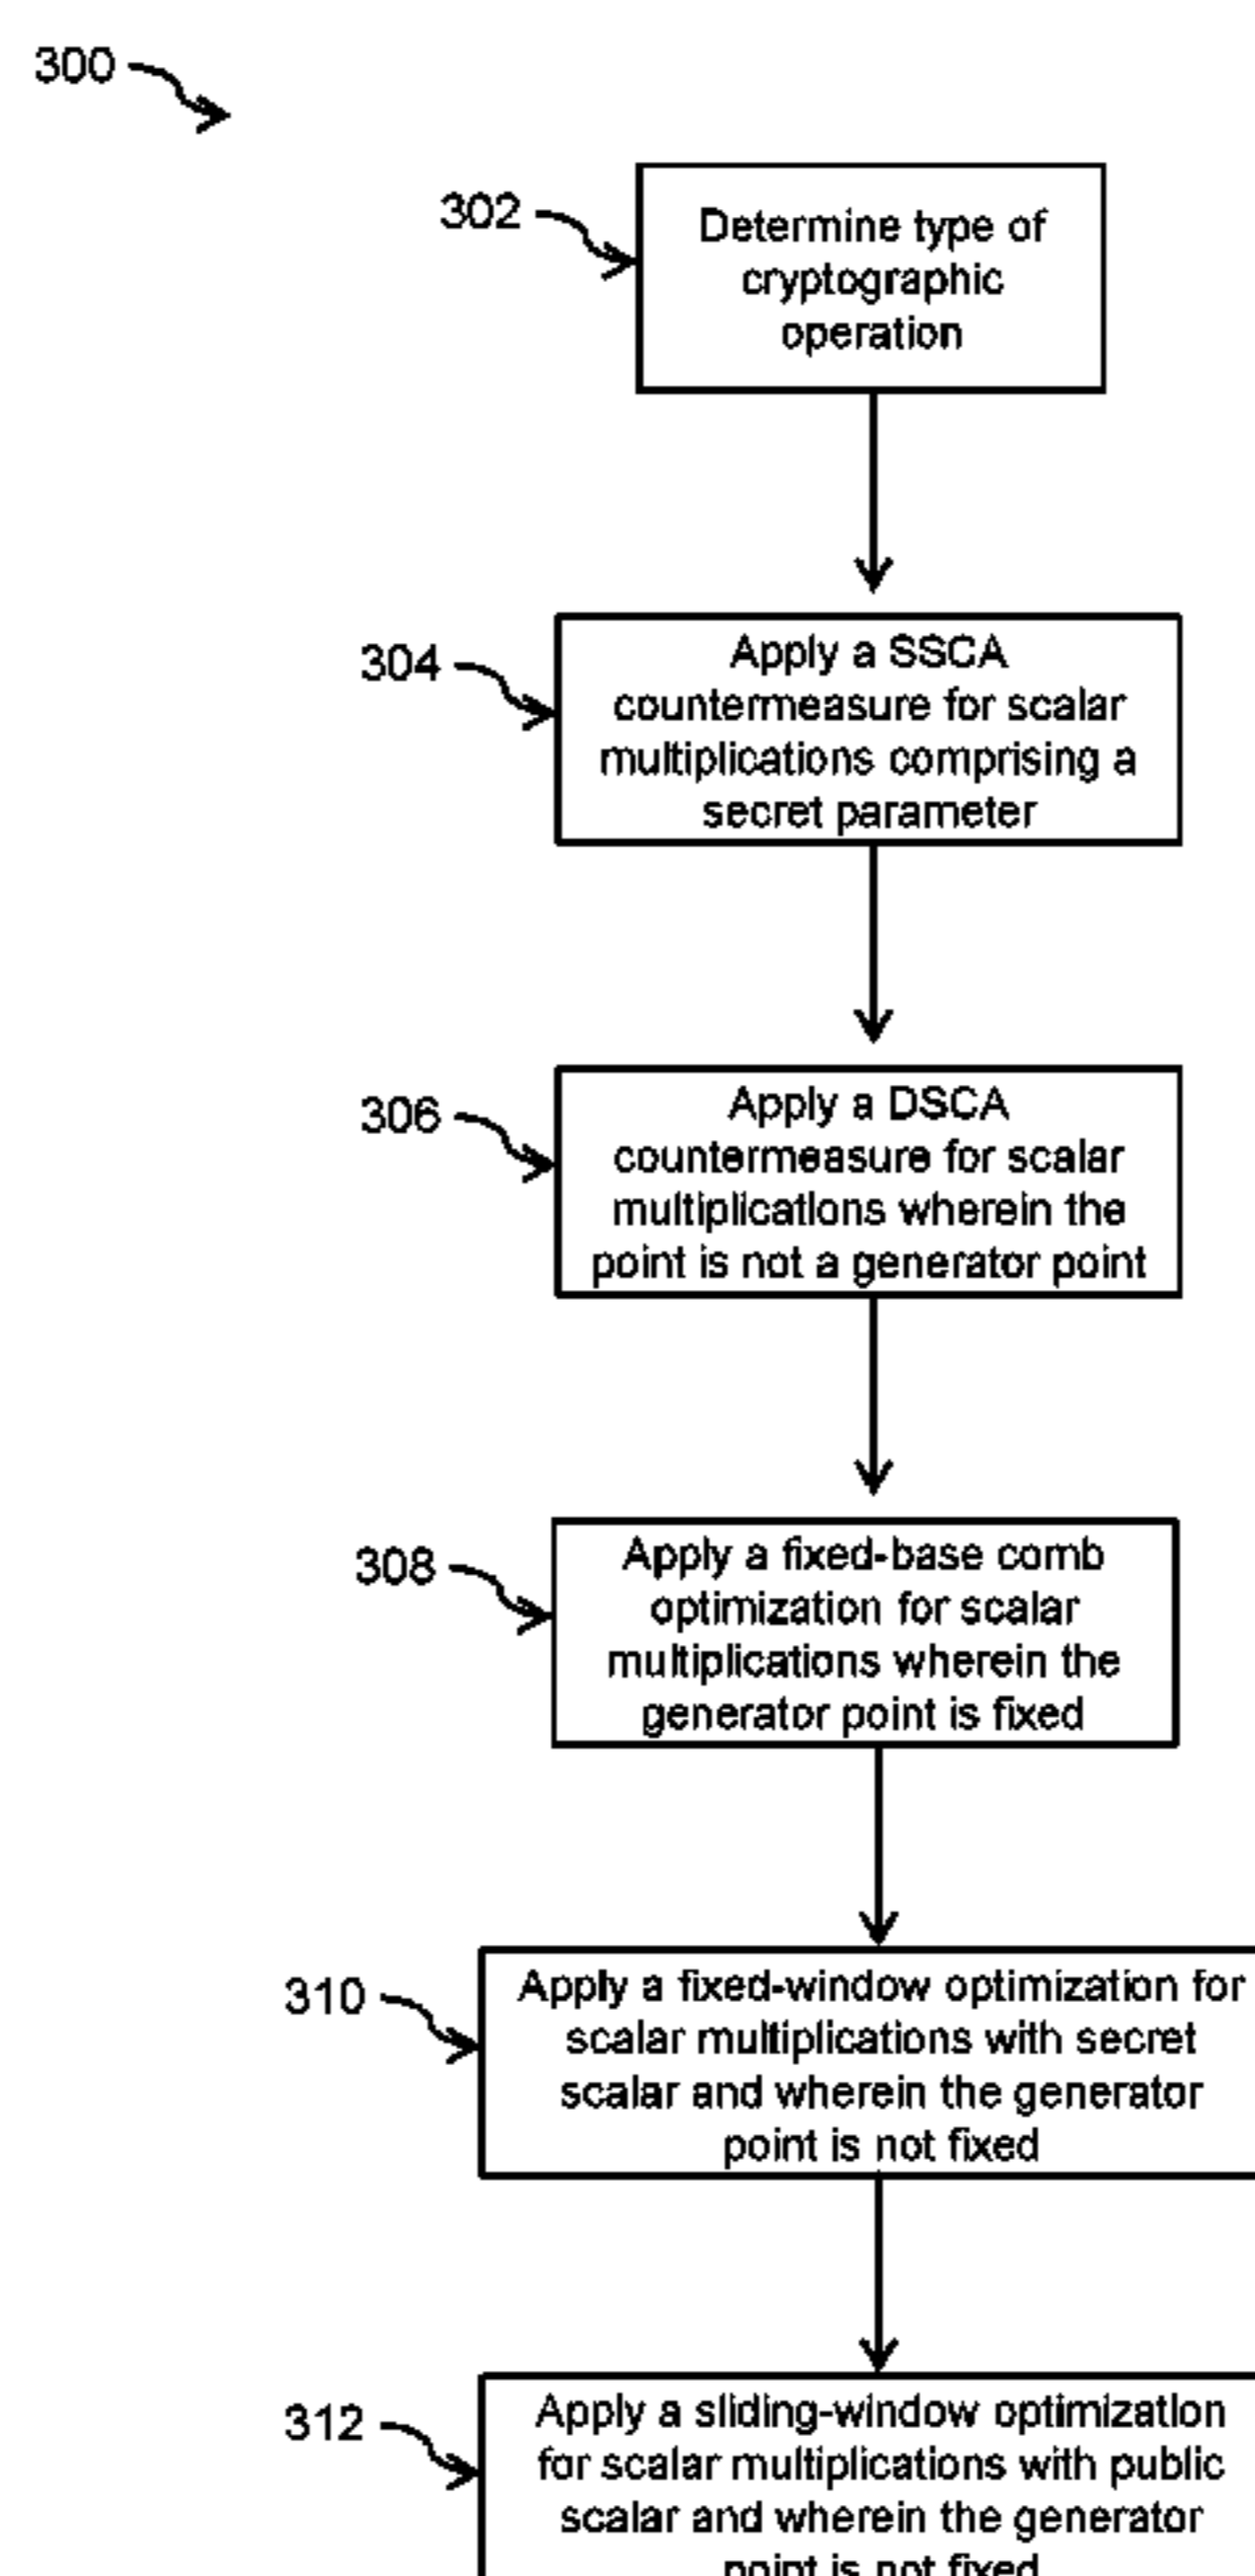 300
302
Determine type of
cryptographic
operation
304
Apply a SSCA
countermeasure for scalar
multiplications comprising a
secret parameter
306
Apply a DSCA
countermeasure for scalar
multiplications wherein the
point is not a generator point
308
Apply a fixed-base comb
optimization for scalar
multiplications wherein the
generator point is fixed
310
Apply a fixed-window optimization for
scalar multiplications with secret
scalar and wherein the generator
point is not fixed
312
Apply a sliding-window optimization
for scalar multiplications with public
scalar and wherein the generator
point is not fixed